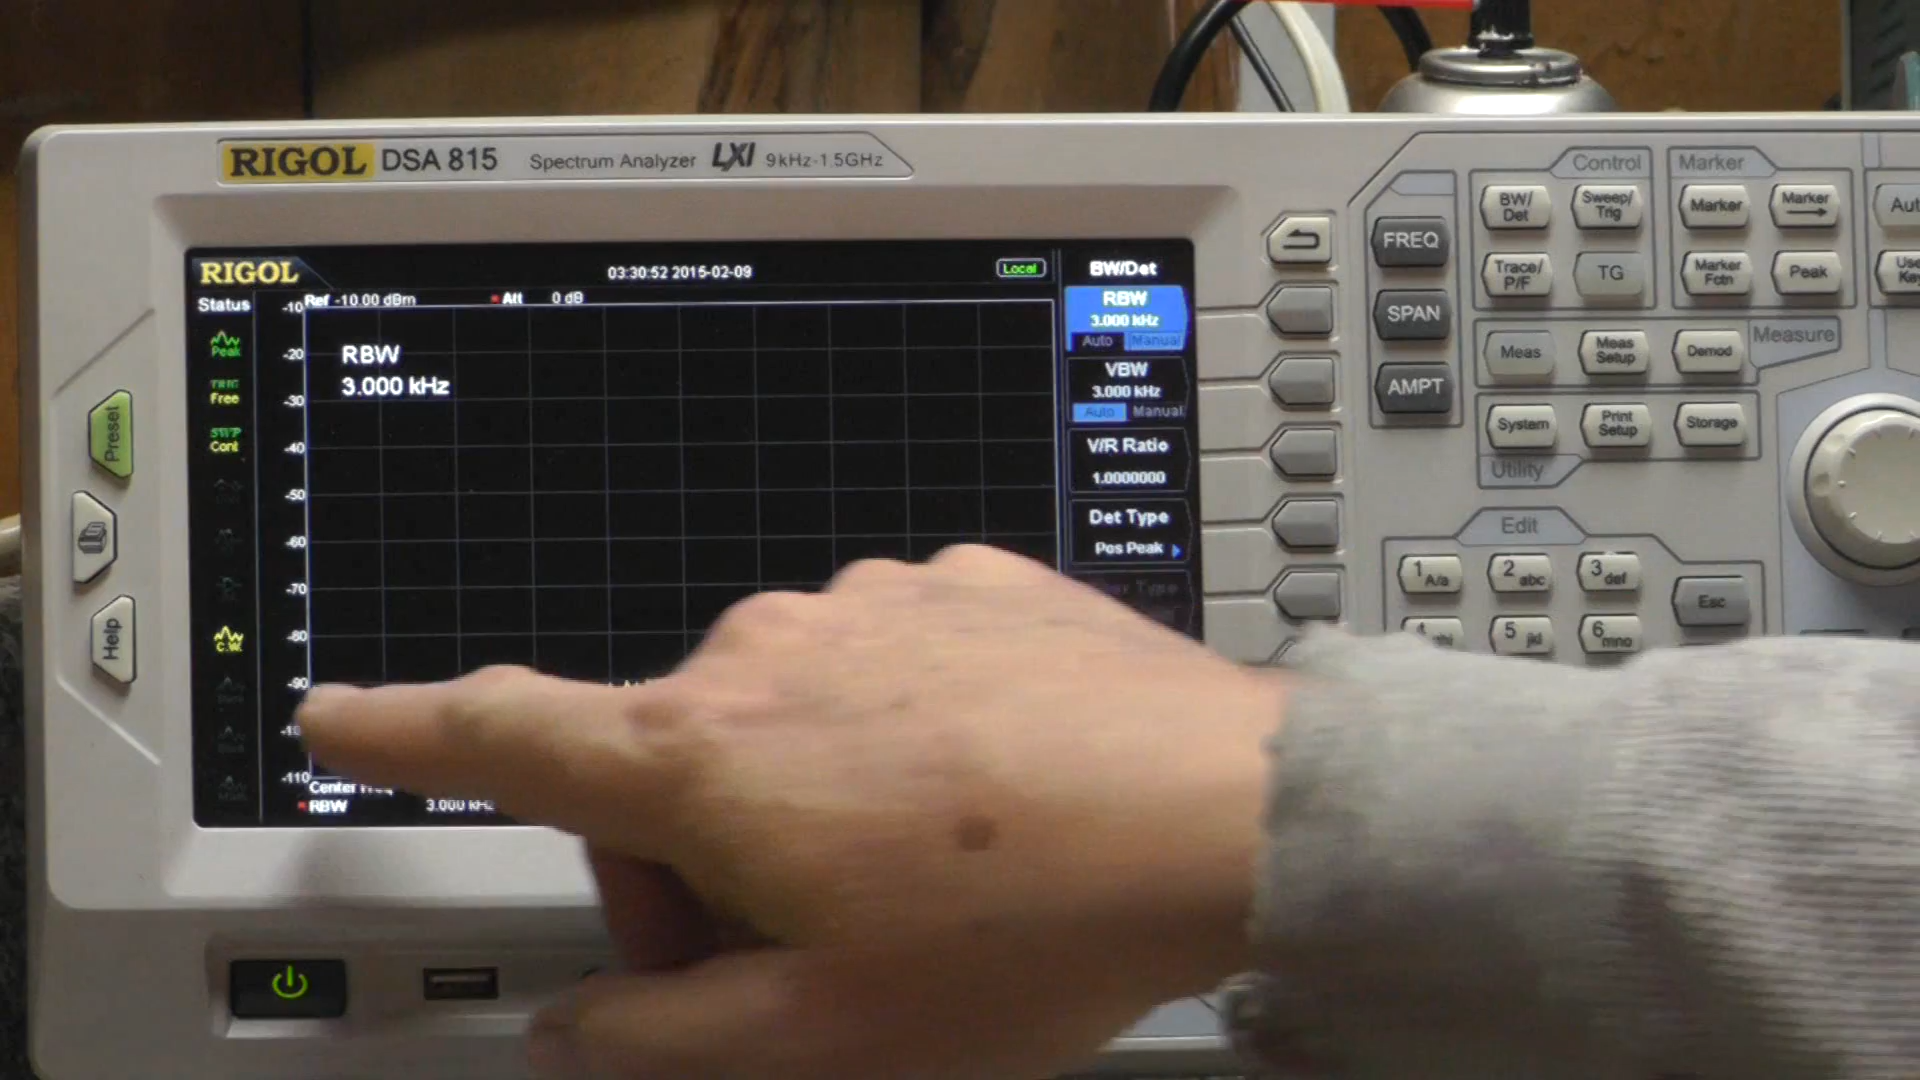 RIGOL DSA 815 Spectrum Analyzer LXI 9kHz-1.5GHz
RIGOL
03:30:52 2015-02-09
Local
Status
Ref -10.00 dBm
Att 0 dB
Peak
TRIG
Free
SWP
Cont
C.W.
-10
-20
-30
-40
-50
-60
-70
-80
-90
-110
RBW
3.000 kHz
Center
RBW 3.000 kHz
BW/Det
RBW
3.000 kHz
Auto Manual
VBW
3.000 kHz
Auto Manual
V/R Ratio
1.0000000
Det Type
Pos Peak
Type
Preset
Help
FREQ
SPAN
AMPT
Control
BW/
Det
Sweep/
Trig
Trace/
P/F
TG
Marker
Marker
Marker
Marker
Fctn
Peak
Meas
Meas
Setup
Demod
Measure
System
Print
Setup
Storage
Utility
Edit
1 A/a
2 abc
3 def
5 jkl
6 mno
Esc